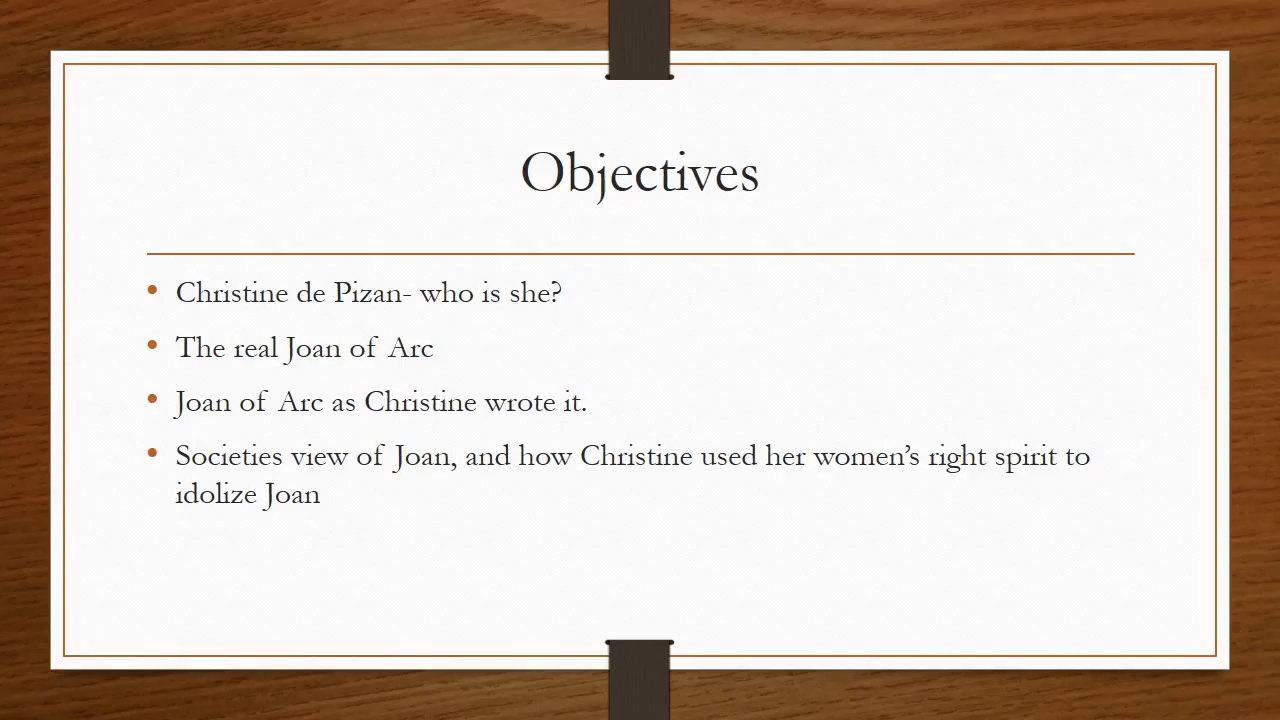 Objectives
• Christine de Pizan- who is she?
• The real Joan of Arc
• Joan of Arc as Christine wrote it.
• Societies view of Joan, and how Christine used her women’s right spirit to
idolize Joan